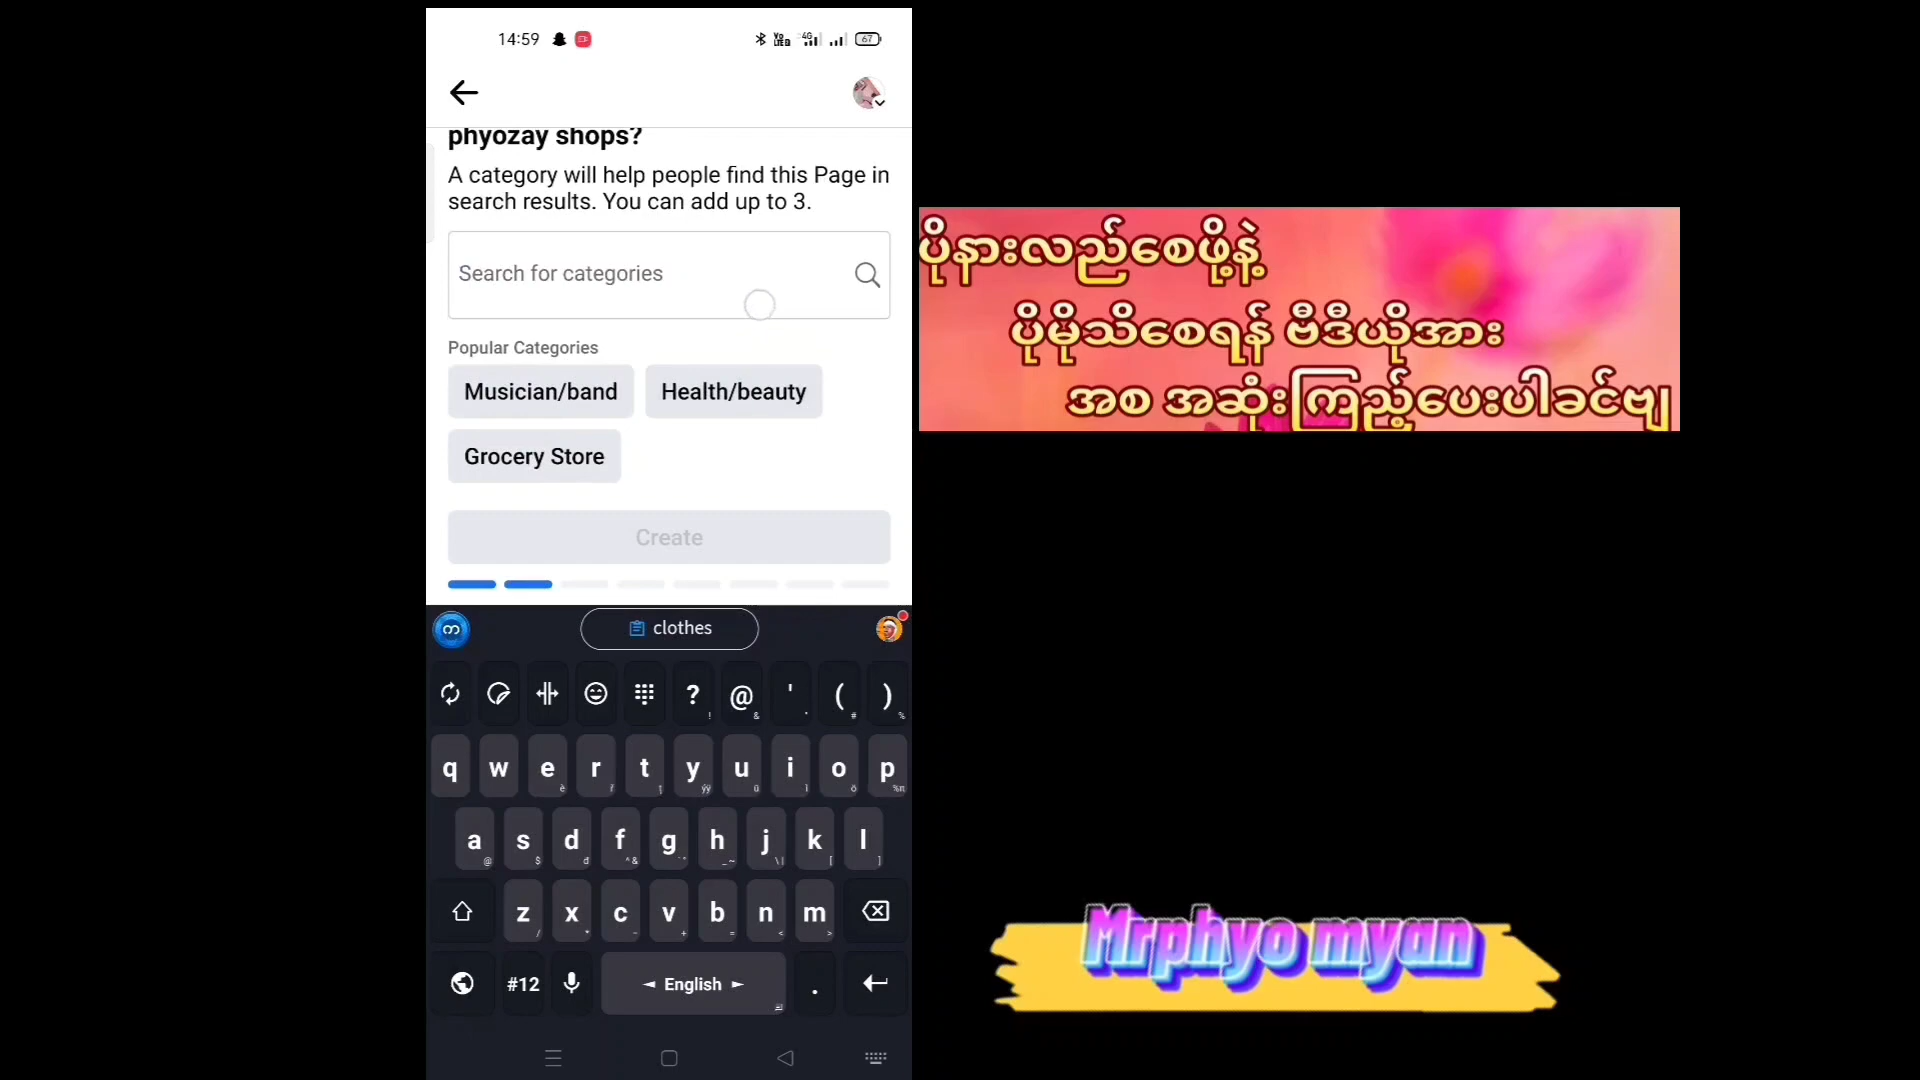 14:59
67
phyozay shops?
A category will help people find this Page in
search results. You can add up to 3.
Search for categories
Popular Categories
Musician/band Health/beauty
Grocery Store
Create
clothes
? @ ' ( )
q w e r t y u i o p
a s d f g h j k l
z x c v b n m
#12 English .
ပိုနားလည်စေဖို့နဲ့
ပိုမိုသိစေရန် ဗီဒီယိုအား
အစ အဆုံးကြည့်ပေးပါခင်ဗျ
Mrphyo myan